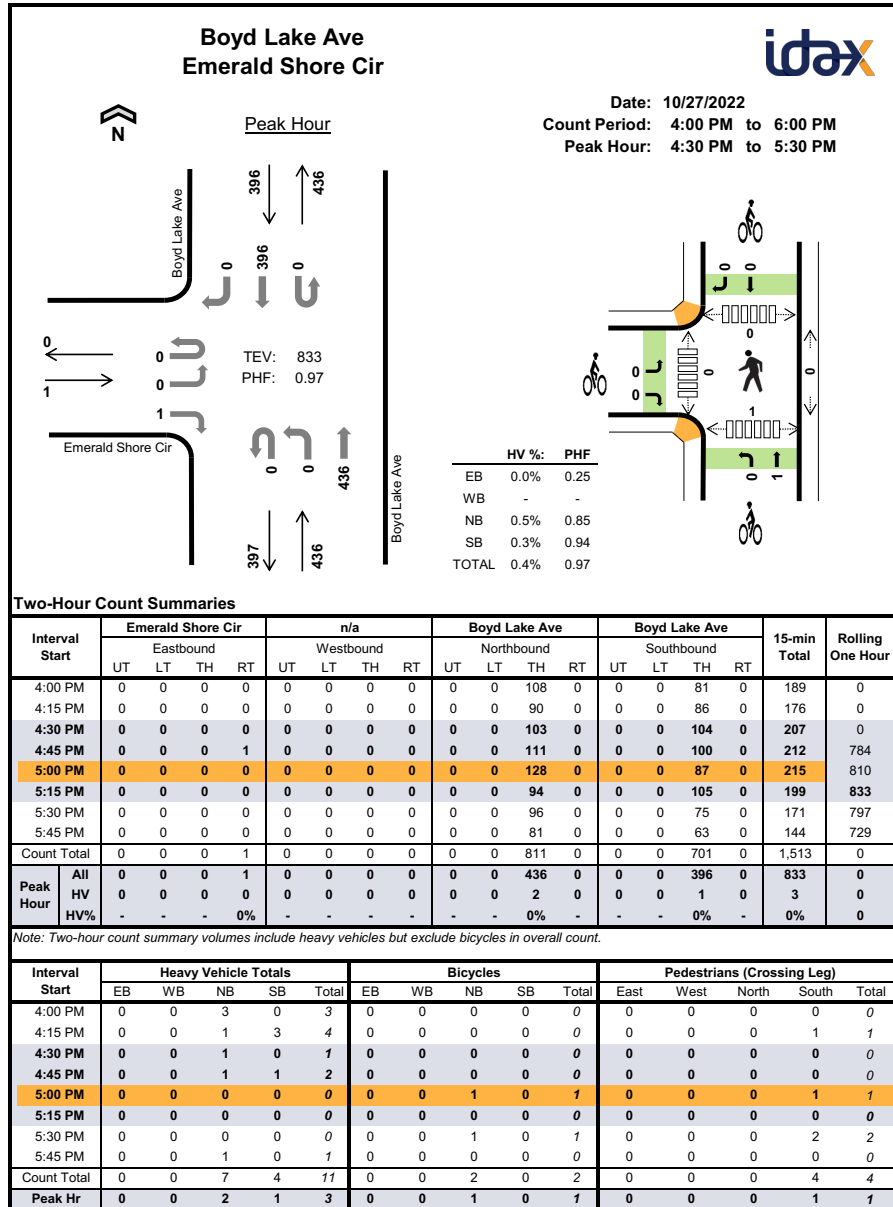 Boyd Lake Ave
Emerald Shore Cir
idax
Date: 10/27/2022
Count Period: 4:00 PM to 6:00 PM
Peak Hour: 4:30 PM to 5:30 PM
N
Peak Hour
396 436
Boyd Lake Ave
0 396 0
0
1
0
0
1
TEV: 833
PHF: 0.97
Emerald Shore Cir
0 0 436
397 436
Boyd Lake Ave
HV %: PHF
EB 0.0% 0.25
WB - -
NB 0.5% 0.85
SB 0.3% 0.94
TOTAL 0.4% 0.97
0 0
0
0
0
0
0
1
0 1
Two-Hour Count Summaries
Interval Start Emerald Shore Cir n/a Boyd Lake Ave Boyd Lake Ave 15-min Total Rolling One Hour
Eastbound Westbound Northbound Southbound
UT LT TH RT UT LT TH RT UT LT TH RT UT LT TH RT
4:00 PM 0 0 0 0 0 0 0 0 0 0 108 0 0 0 81 0 189 0
4:15 PM 0 0 0 0 0 0 0 0 0 0 90 0 0 0 86 0 176 0
4:30 PM 0 0 0 0 0 0 0 0 0 0 103 0 0 0 104 0 207 0
4:45 PM 0 0 0 1 0 0 0 0 0 0 111 0 0 0 100 0 212 784
5:00 PM 0 0 0 0 0 0 0 0 0 0 128 0 0 0 87 0 215 810
5:15 PM 0 0 0 0 0 0 0 0 0 0 94 0 0 0 105 0 199 833
5:30 PM 0 0 0 0 0 0 0 0 0 0 96 0 0 0 75 0 171 797
5:45 PM 0 0 0 0 0 0 0 0 0 0 81 0 0 0 63 0 144 729
Count Total 0 0 0 1 0 0 0 0 0 0 811 0 0 0 701 0 1,513 0
Peak Hour All 0 0 0 1 0 0 0 0 0 0 436 0 0 0 396 0 833 0
HV 0 0 0 0 0 0 0 0 0 0 2 0 0 0 1 0 3 0
HV% - - - 0% - - - - - - 0% - - - 0% - 0% 0
Note: Two-hour count summary volumes include heavy vehicles but exclude bicycles in overall count.
Interval Start Heavy Vehicle Totals Bicycles Pedestrians (Crossing Leg)
EB WB NB SB Total EB WB NB SB Total East West North South Total
4:00 PM 0 0 3 0 3 0 0 0 0 0 0 0 0 0 0
4:15 PM 0 0 1 3 4 0 0 0 0 0 0 0 0 1 1
4:30 PM 0 0 1 0 1 0 0 0 0 0 0 0 0 0 0
4:45 PM 0 0 1 1 2 0 0 0 0 0 0 0 0 0 0
5:00 PM 0 0 0 0 0 0 0 1 0 1 0 0 0 1 1
5:15 PM 0 0 0 0 0 0 0 0 0 0 0 0 0 0 0
5:30 PM 0 0 0 0 0 0 0 1 0 1 0 0 0 2 2
5:45 PM 0 0 1 0 1 0 0 0 0 0 0 0 0 0 0
Count Total 0 0 7 4 11 0 0 2 0 2 0 0 0 4 4
Peak Hr 0 0 2 1 3 0 0 1 0 1 0 0 0 1 1